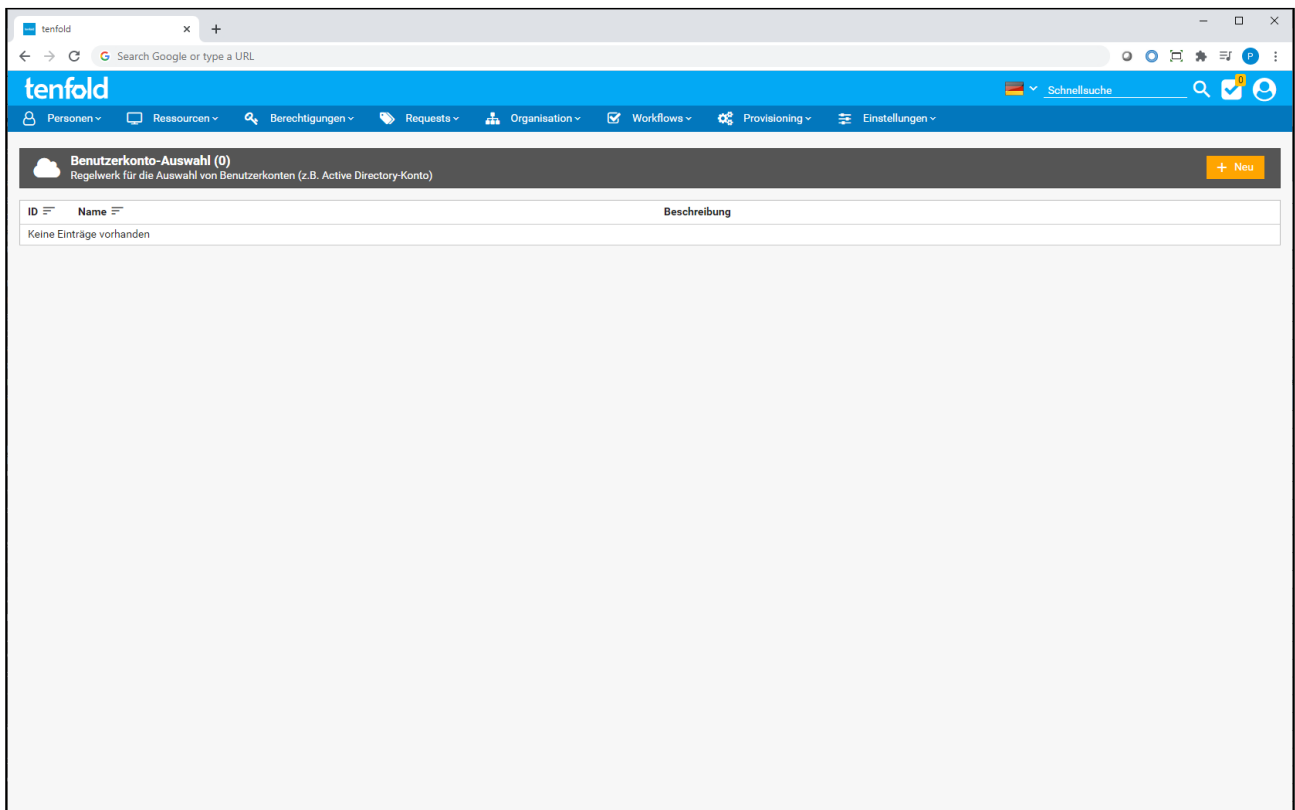 tenfold
Search Google or type a URL
P
tenfold
Schnellsuche
0
Personen
Ressourcen
Berechtigungen
Requests
Organisation
Workflows
Provisioning
Einstellungen
Benutzerkonto-Auswahl (0)
Regelwerk für die Auswahl von Benutzerkonten (z.B. Active Directory-Konto)
+ Neu
ID Name Beschreibung
Keine Einträge vorhanden